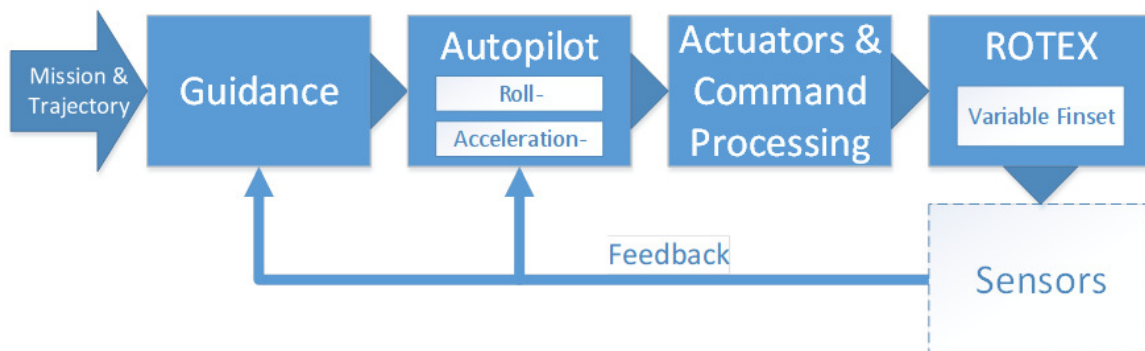 Mission &
Trajectory
Guidance
Autopilot
Roll-
Acceleration-
Actuators &
Command
Processing
ROTEX
Variable Finset
Feedback
Sensors